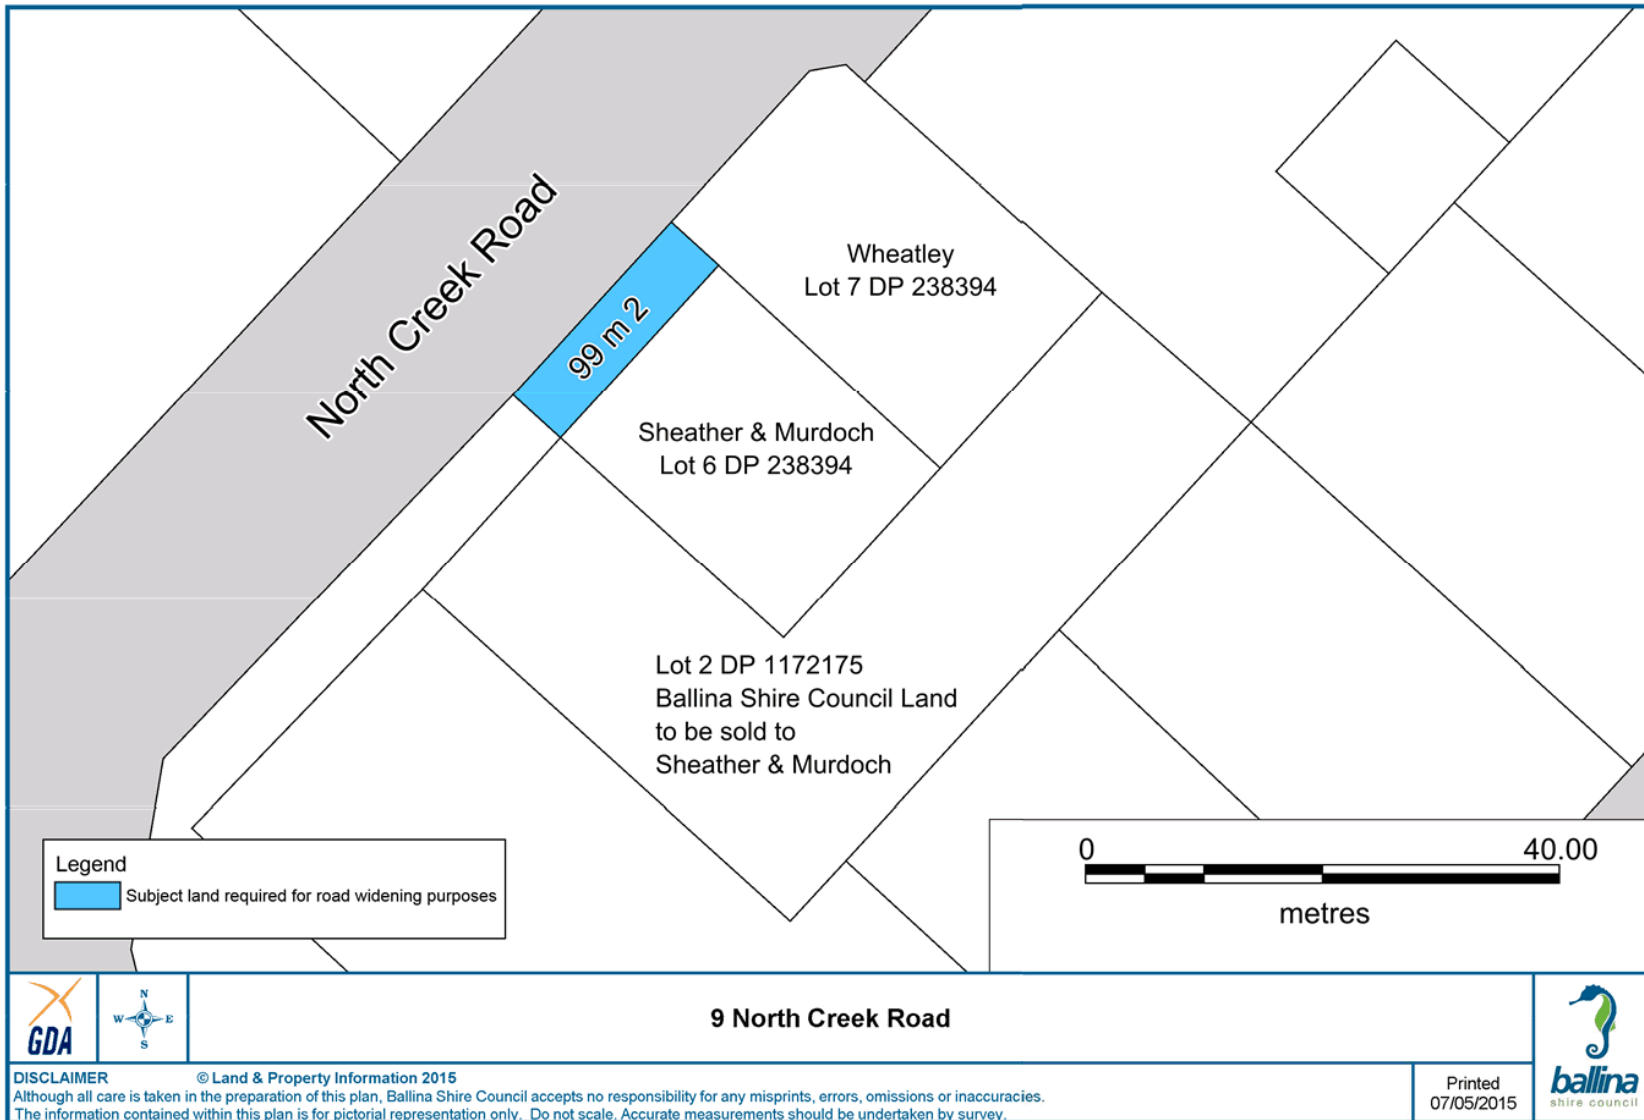 North Creek Road
99 m 2
Wheatley
Lot 7 DP 238394
Sheather & Murdoch
Lot 6 DP 238394
Lot 2 DP 1172175
Ballina Shire Council Land
to be sold to
Sheather & Murdoch
Legend
Subject land required for road widening purposes
0 40.00
metres
GDA
N
W E
S
9 North Creek Road
ballina
shire council
DISCLAIMER © Land & Property Information 2015
Although all care is taken in the preparation of this plan, Ballina Shire Council accepts no responsibility for any misprints, errors, omissions or inaccuracies.
The information contained within this plan is for pictorial representation only. Do not scale. Accurate measurements should be undertaken by survey.
Printed
07/05/2015